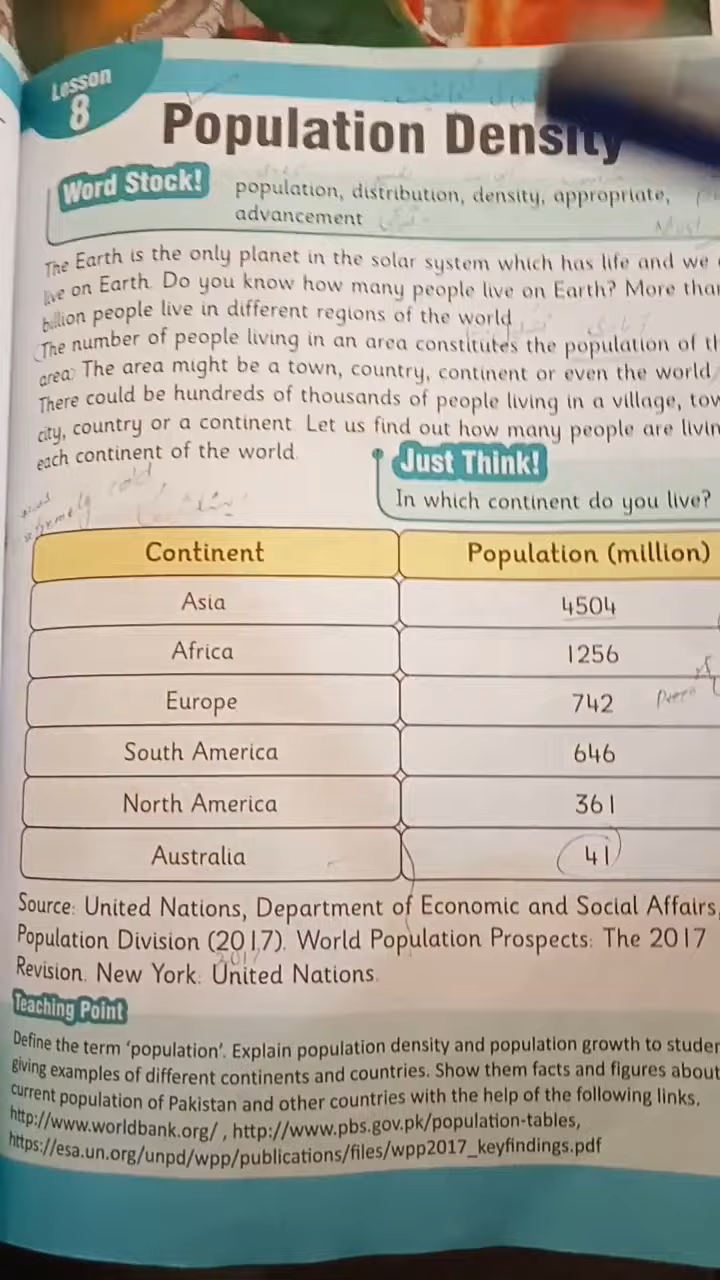 Lesson
8
Population Density
Word Stock!
population, distribution, density, appropriate,
advancement
The Earth is the only planet in the solar system which has life and we
live on Earth. Do you know how many people live on Earth? More
billion people live in different regions of the world.
The number of people living in an area constitutes the population of
area. The area might be a town, country, continent or even the world.
There could be hundreds of thousands of people living in a village,
city, country or a continent. Let us find out how many people are
each continent of the world.
Just Think!
In which continent do you live?
Continent Population (million)
Asia 4504
Africa 1256
Europe 742
South America 646
North America 361
Australia 41
Source: United Nations, Department of Economic and Social Affairs,
Population Division (2017). World Population Prospects: The 2017
2017
Revision. New York: United Nations.
Teaching Point
Define the term 'population'. Explain population density and population growth to
giving examples of different continents and countries. Show them facts and figures about
current population of Pakistan and other countries with the help of the following links.
http://www.worldbank.org/ , http://www.pbs.gov.pk/population-tables,
https://esa.un.org/unpd/wpp/publications/files/wpp2017_keyfindings.pdf